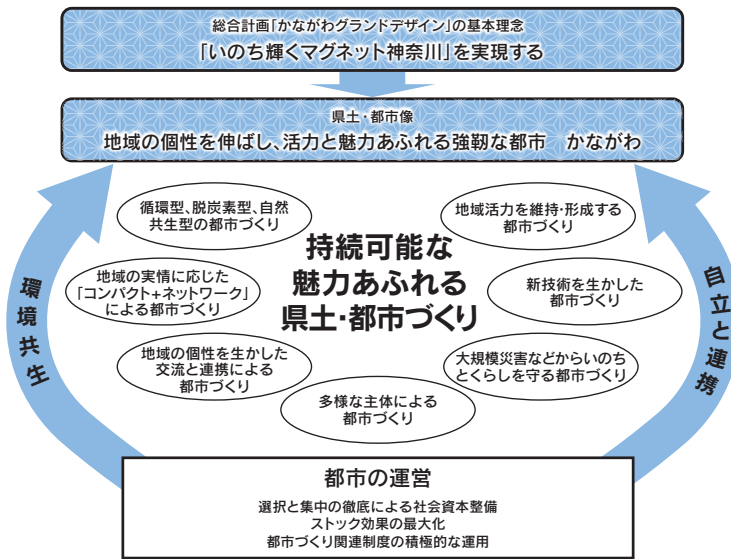 総合計画「かながわグランドデザイン」の基本理念
「いのち輝くマグネット神奈川」を実現する
県土・都市像
地域の個性を伸ばし、活力と魅力あふれる強靭な都市　かながわ
循環型、脱炭素型、自然
共生型の都市づくり
地域活力を維持・形成する
都市づくり
持続可能な
魅力あふれる
県土・都市づくり
地域の実情に応じた
「コンパクト+ネットワーク」
による都市づくり
新技術を生かした
都市づくり
地域の個性を生かした
交流と連携による
都市づくり
大規模災害などからいのち
とくらしを守る都市づくり
多様な主体による
都市づくり
環境共生
自立と連携
都市の運営
選択と集中の徹底による社会資本整備
ストック効果の最大化
都市づくり関連制度の積極的な運用